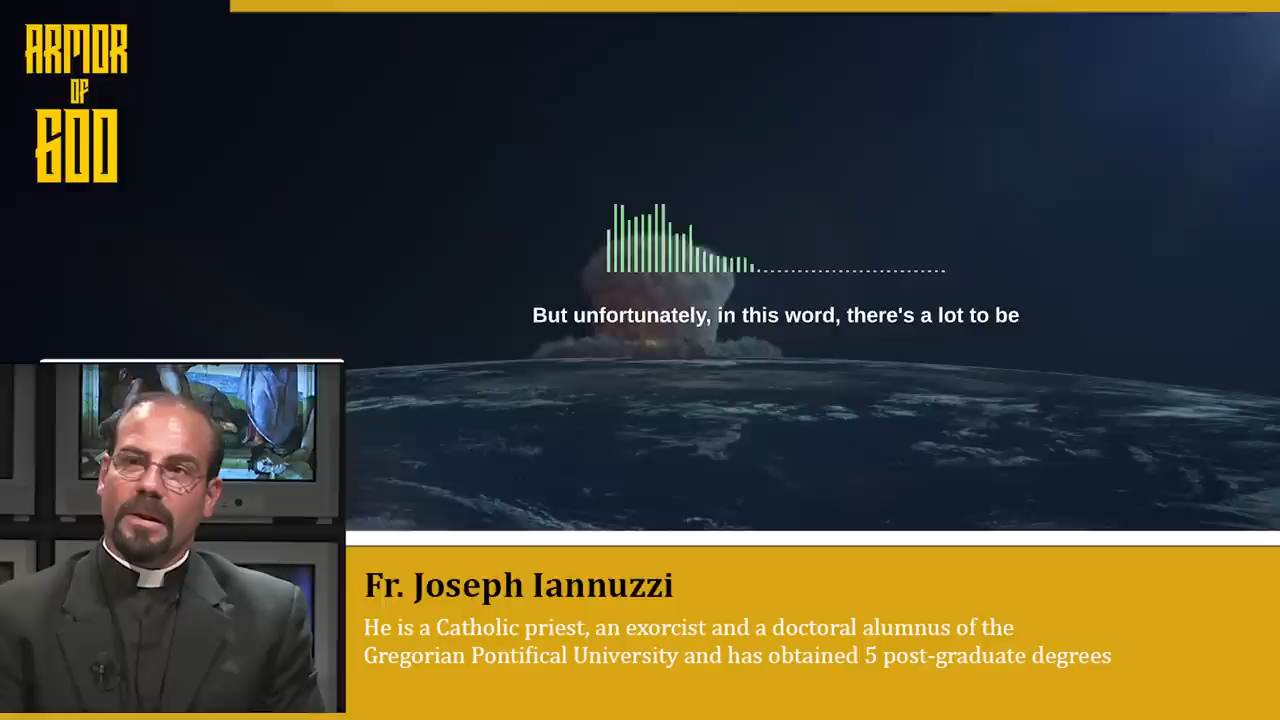 ARMOR
OF
GOD
But unfortunately, in this word, there's a lot to be
Fr. Joseph Iannuzzi
He is a Catholic priest, an exorcist and a doctoral alumnus of the
Gregorian Pontifical University and has obtained 5 post-graduate degrees